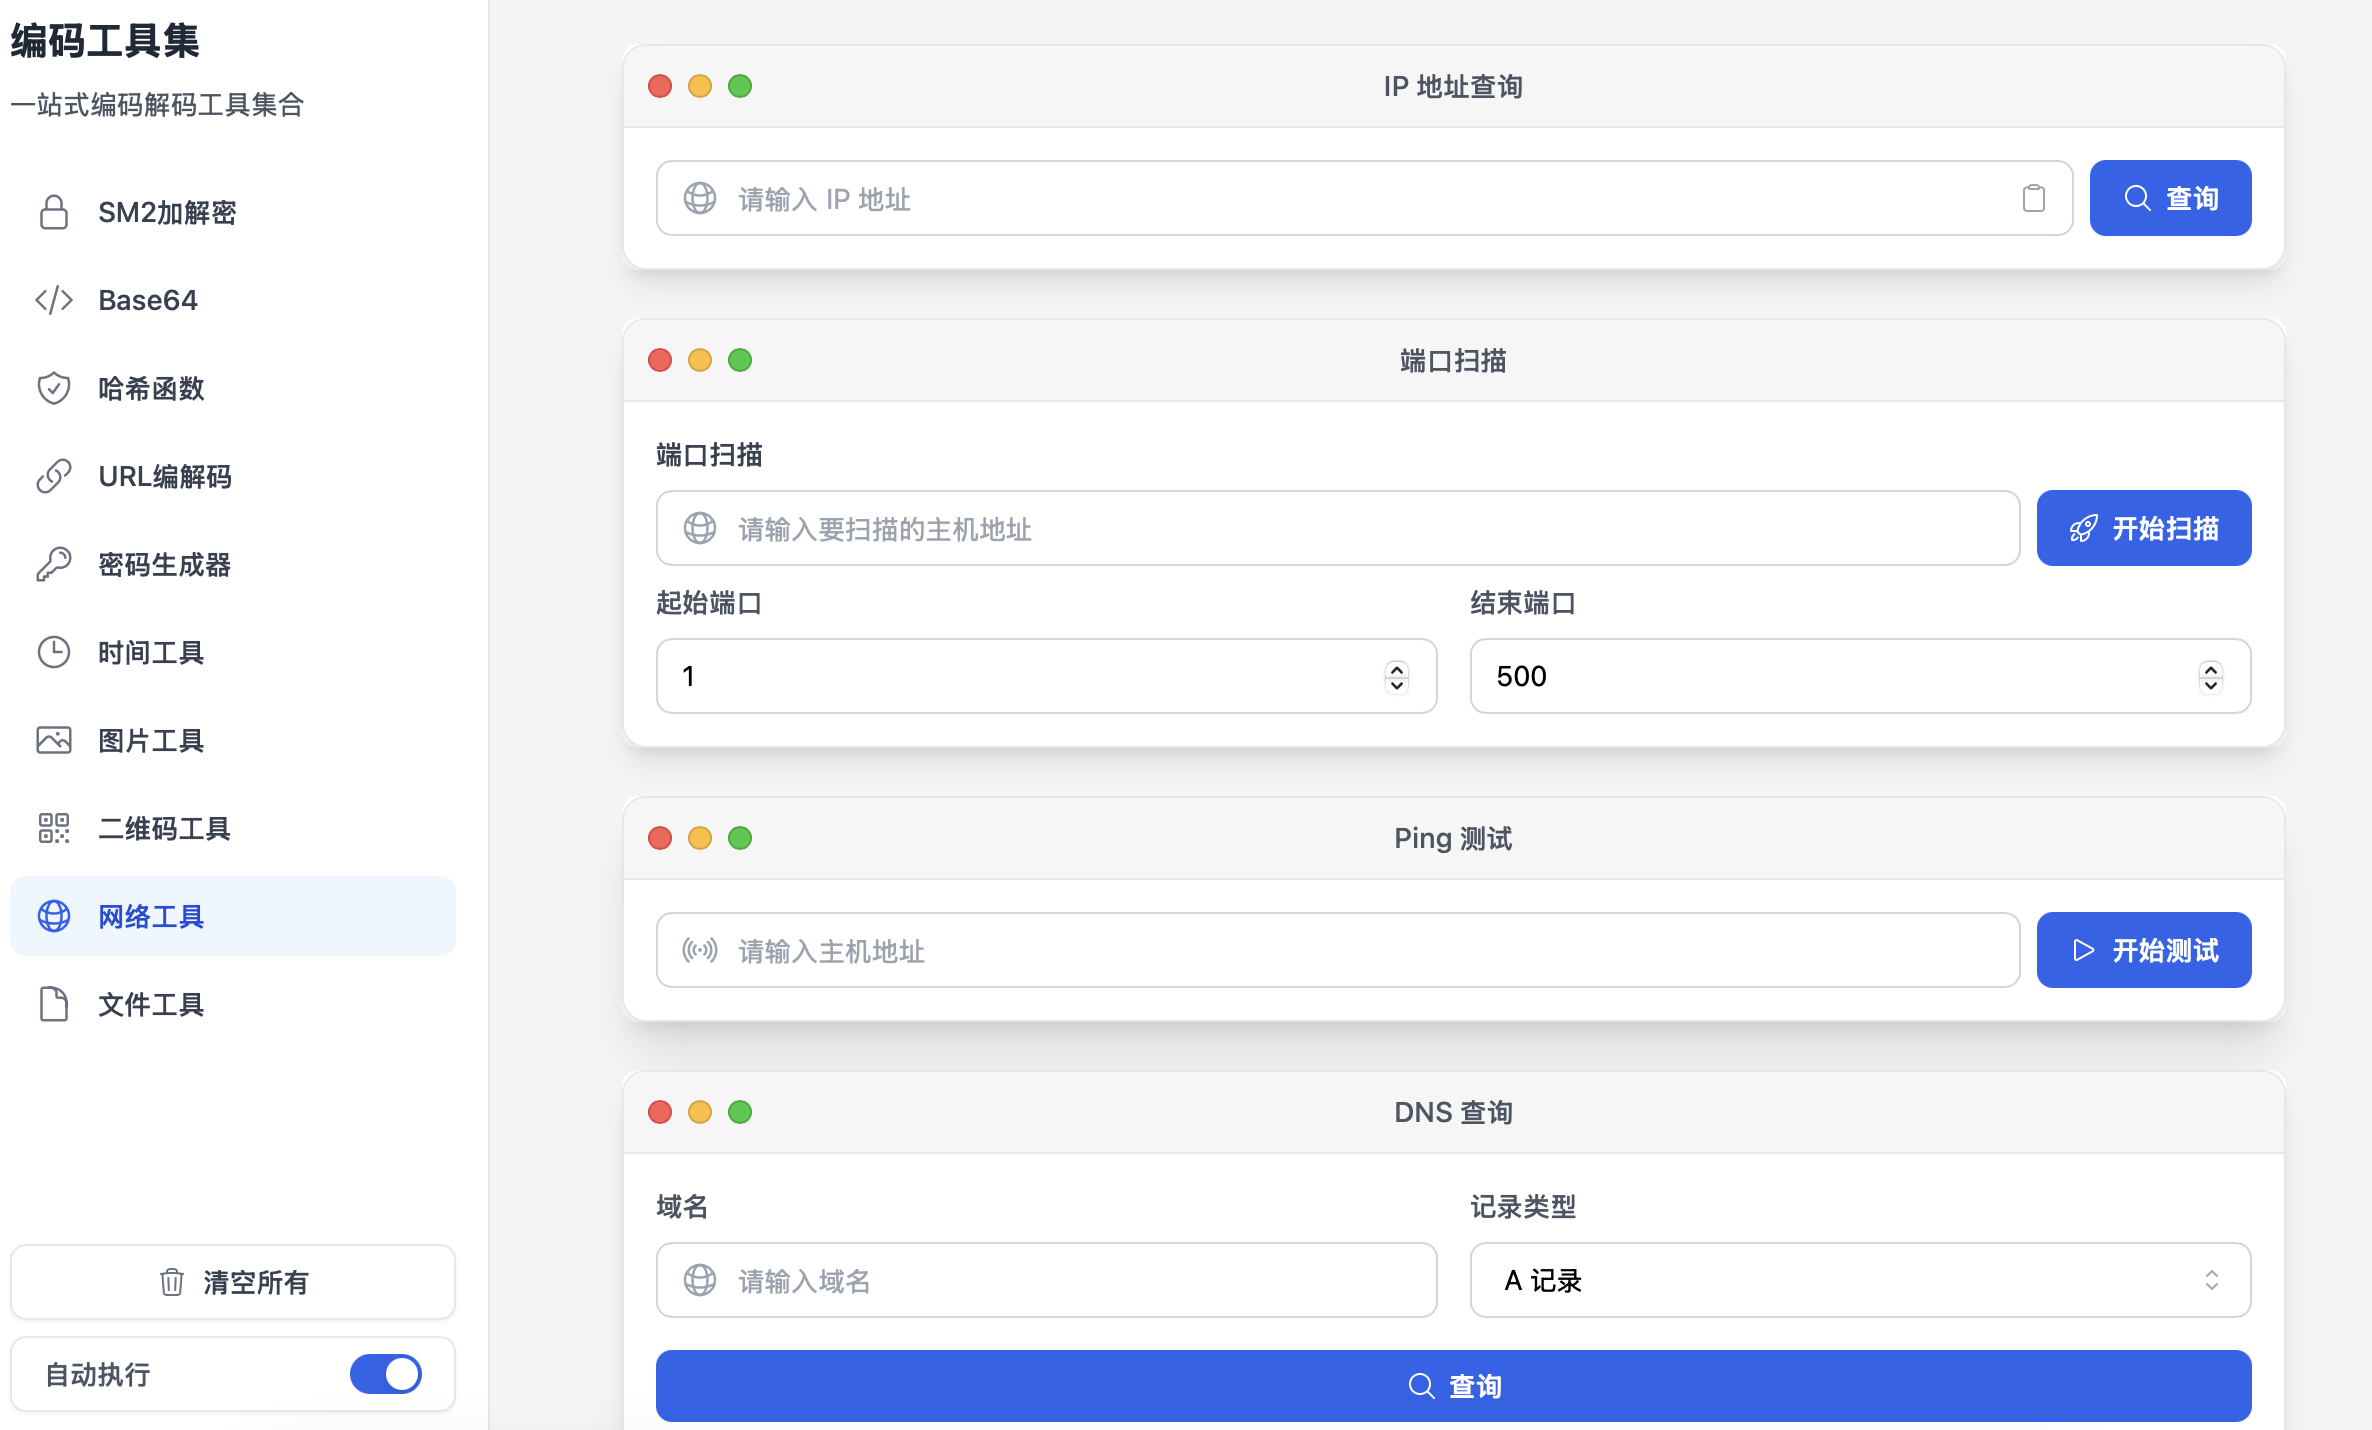 编码工具集
一站式编码解码工具集合
SM2加解密
Base64
哈希函数
URL编解码
密码生成器
时间工具
图片工具
二维码工具
网络工具
文件工具
清空所有
自动执行
IP 地址查询
请输入 IP 地址
查询
端口扫描
端口扫描
请输入要扫描的主机地址
开始扫描
起始端口
结束端口
1
500
Ping 测试
请输入主机地址
开始测试
DNS 查询
域名
记录类型
请输入域名
A 记录
查询